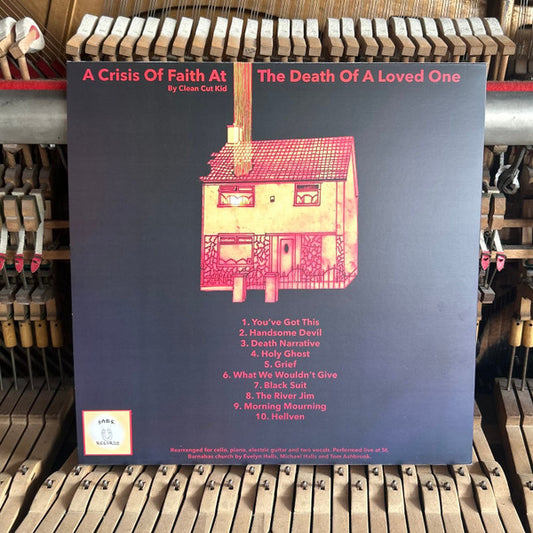 A Crisis Of Faith At The Death Of A Loved One
By Clean Cut Kid
1. You've Got This
2. Handsome Devil
3. Death Narrative
4. Holy Ghost
5. Grief
6. What We Wouldn't Give
7. Black Suit
8. The River Jim
9. Morning Mourning
10. Hellven
Rearranged for cello, piano, electric guitar and two vocals. Performed live at St.
Barnabas church by Evelyn Halls, Michael Halls and Tom Ashbrook.
RECORDS